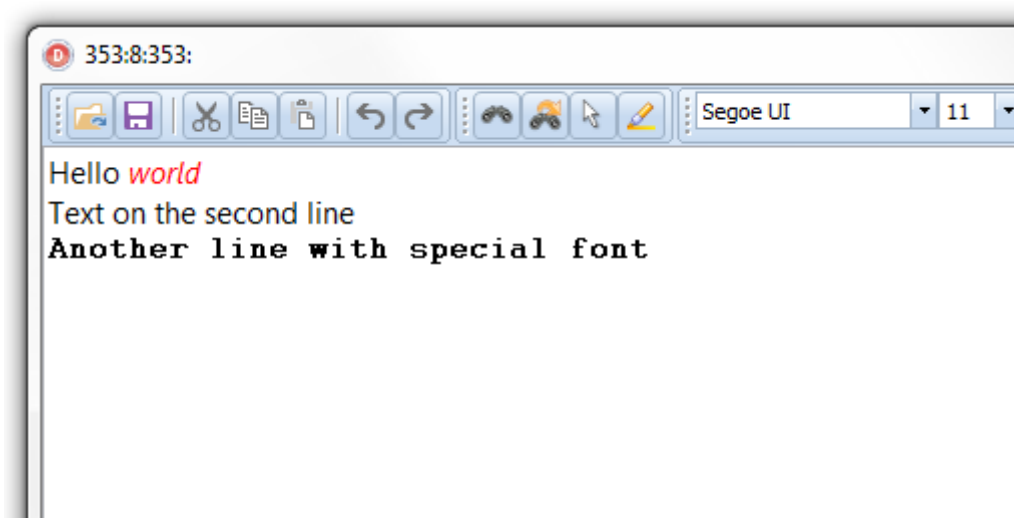 D 353:8:353:
Segoe UI 11
Hello world
Text on the second line
Another line with special font